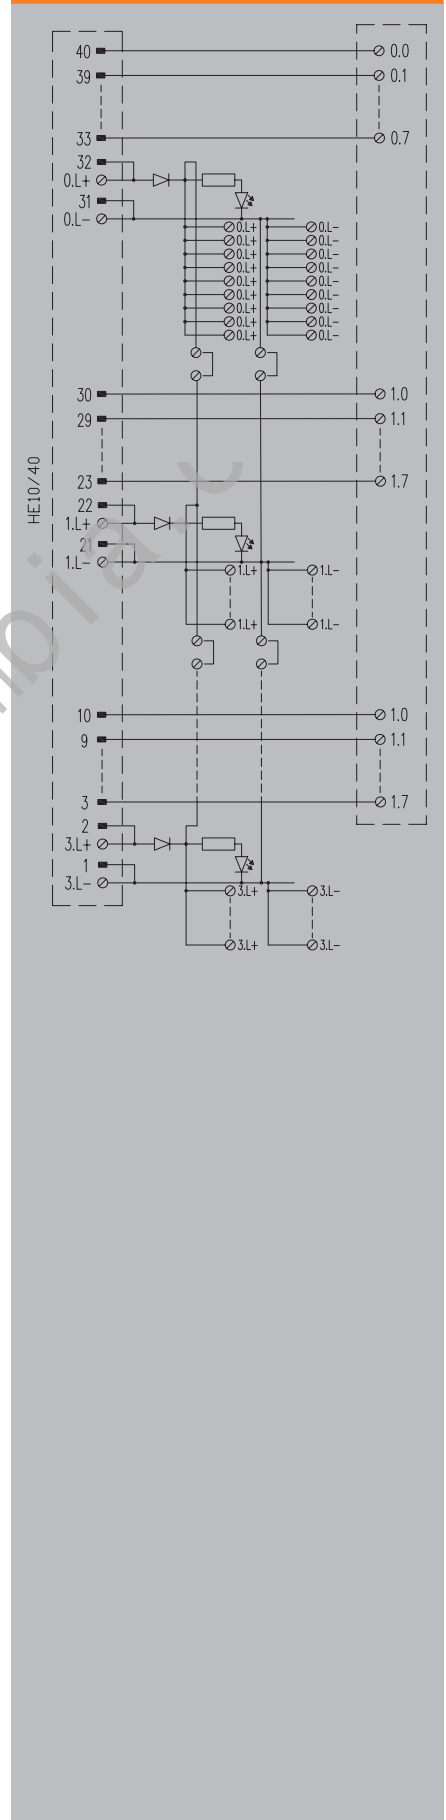 40 0.0
39 0.1
33 0.7
32
0.L+
31
0.L-
0.L+ 0.L-
0.L+ 0.L-
0.L+ 0.L-
0.L+ 0.L-
0.L+ 0.L-
0.L+ 0.L-
0.L+ 0.L-
0.L+ 0.L-
0.L+ 0.L-
30 1.0
29 1.1
HE10/40
23 1.7
22
1.L+
21
1.L-
1.L+ 1.L-
1.L+ 1.L-
10 1.0
9 1.1
3 1.7
2
3.L+
1
3.L-
3.L+ 3.L-
3.L+ 3.L-